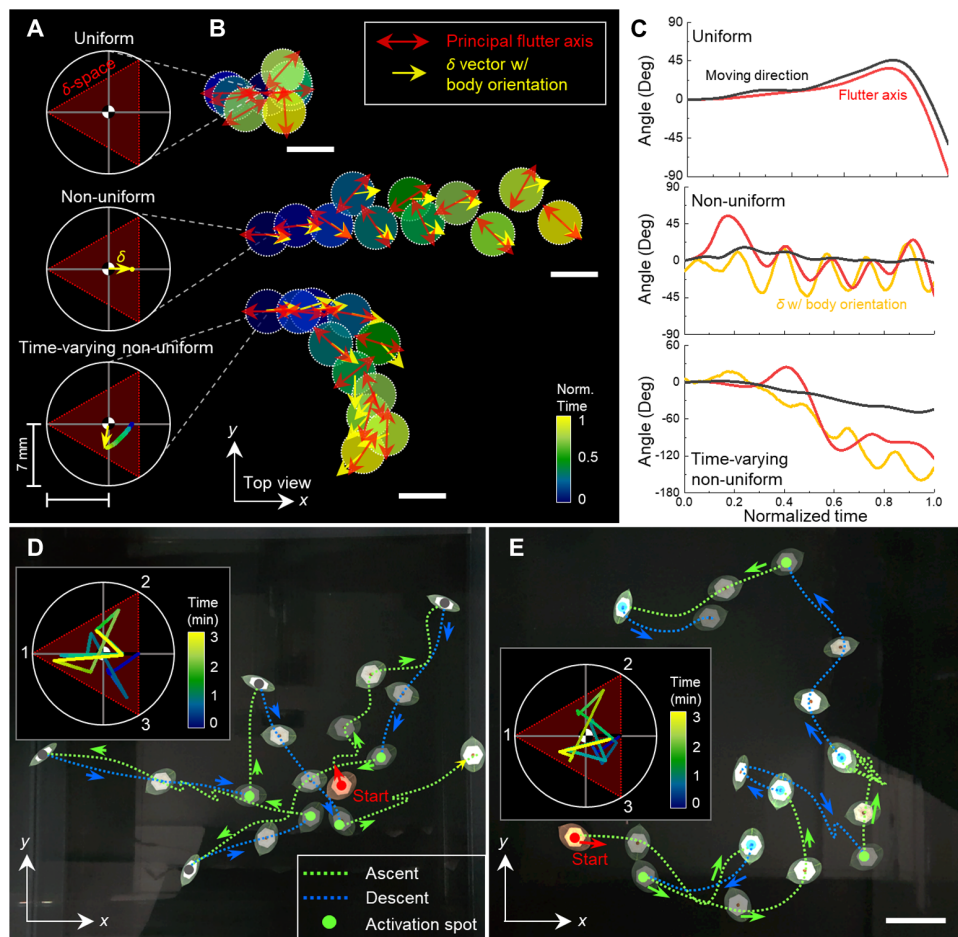 A
Uniform
δ-space
Non-uniform
δ
Time-varying non-uniform
7 mm
B
Principal flutter axis
δ vector w/
body orientation
Norm.
Time
1
0.5
0
y
Top view
x
C
90
45
0
-45
-90
Angle (Deg)
Uniform
Moving direction
Flutter axis
90
45
0
-45
-90
Angle (Deg)
Non-uniform
δ w/ body orientation
60
0
-60
-120
-180
Angle (Deg)
Time-varying
non-uniform
0.0 0.2 0.4 0.6 0.8 1.0
Normalized time
D
1
2
3
Time
(min)
3
2
1
0
Start
y
x
Ascent
Descent
Activation spot
E
1
2
3
Time
(min)
3
2
1
0
Start
y
x